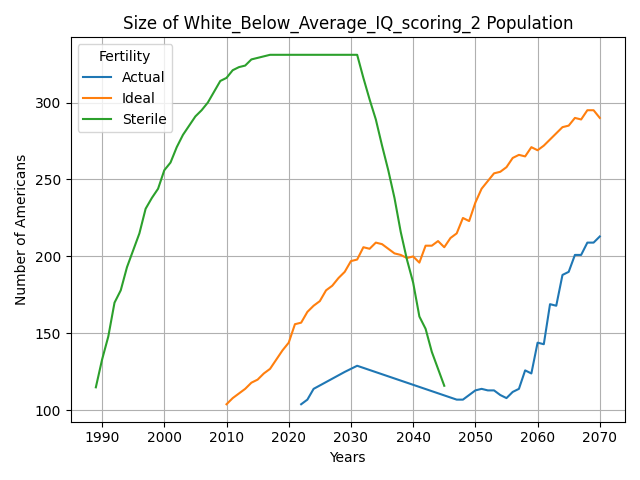 Size of White_Below_Average_IQ_scoring_2 Population
Fertility
Actual
Ideal
Sterile
Number of Americans
300
250
200
150
100
1990 2000 2010 2020 2030 2040 2050 2060 2070
Years